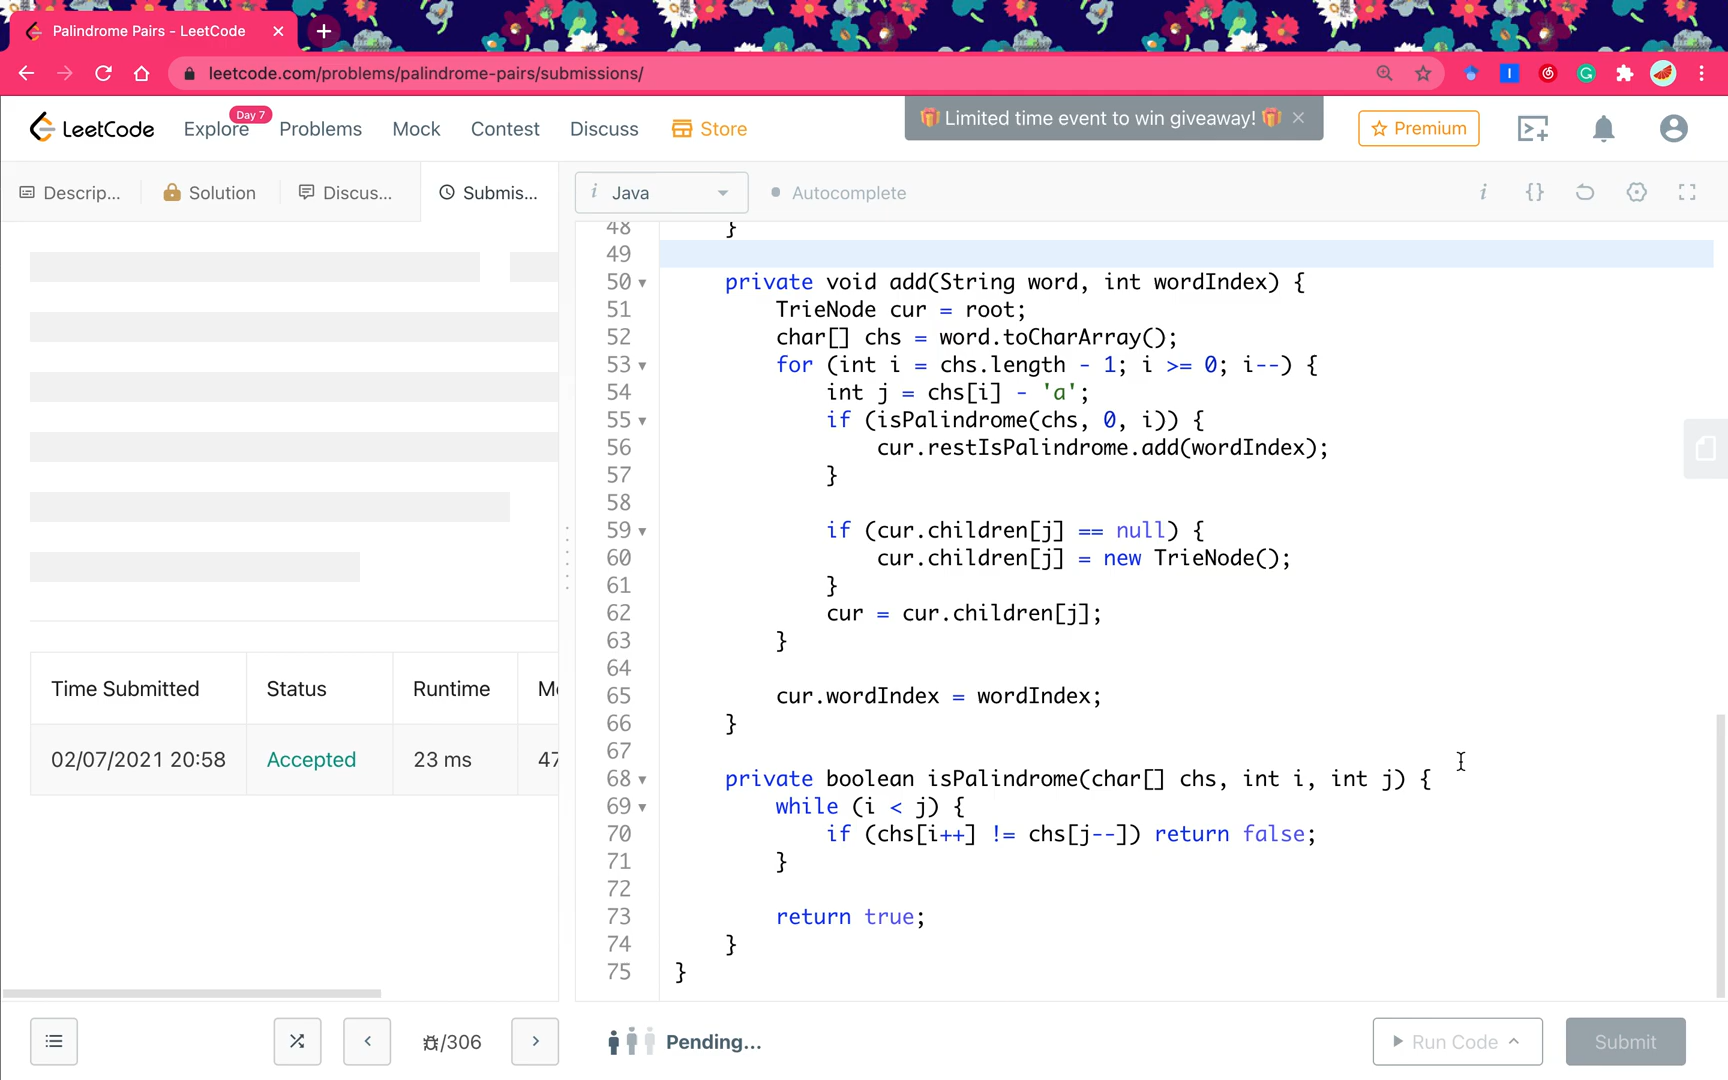 Palindrome Pairs - LeetCode
leetcode.com/problems/palindrome-pairs/submissions/
LeetCode
Explore
Day 7
Problems
Mock
Contest
Discuss
Store
Limited time event to win giveaway!
Premium
Descrip...
Solution
Discus...
Submis...
i Java
Autocomplete
i
{}
48 }
49
50 private void add(String word, int wordIndex) {
51 TrieNode cur = root;
52 char[] chs = word.toCharArray();
53 for (int i = chs.length - 1; i >= 0; i--) {
54 int j = chs[i] - 'a';
55 if (isPalindrome(chs, 0, i)) {
56 cur.restIsPalindrome.add(wordIndex);
57 }
58
59 if (cur.children[j] == null) {
60 cur.children[j] = new TrieNode();
61 }
62 cur = cur.children[j];
63 }
64
65 cur.wordIndex = wordIndex;
66 }
67
68 private boolean isPalindrome(char[] chs, int i, int j) {
69 while (i < j) {
70 if (chs[i++] != chs[j--]) return false;
71 }
72
73 return true;
74 }
75 }
Time Submitted Status Runtime
02/07/2021 20:58 Accepted 23 ms 47
/306
Pending...
Run Code
Submit